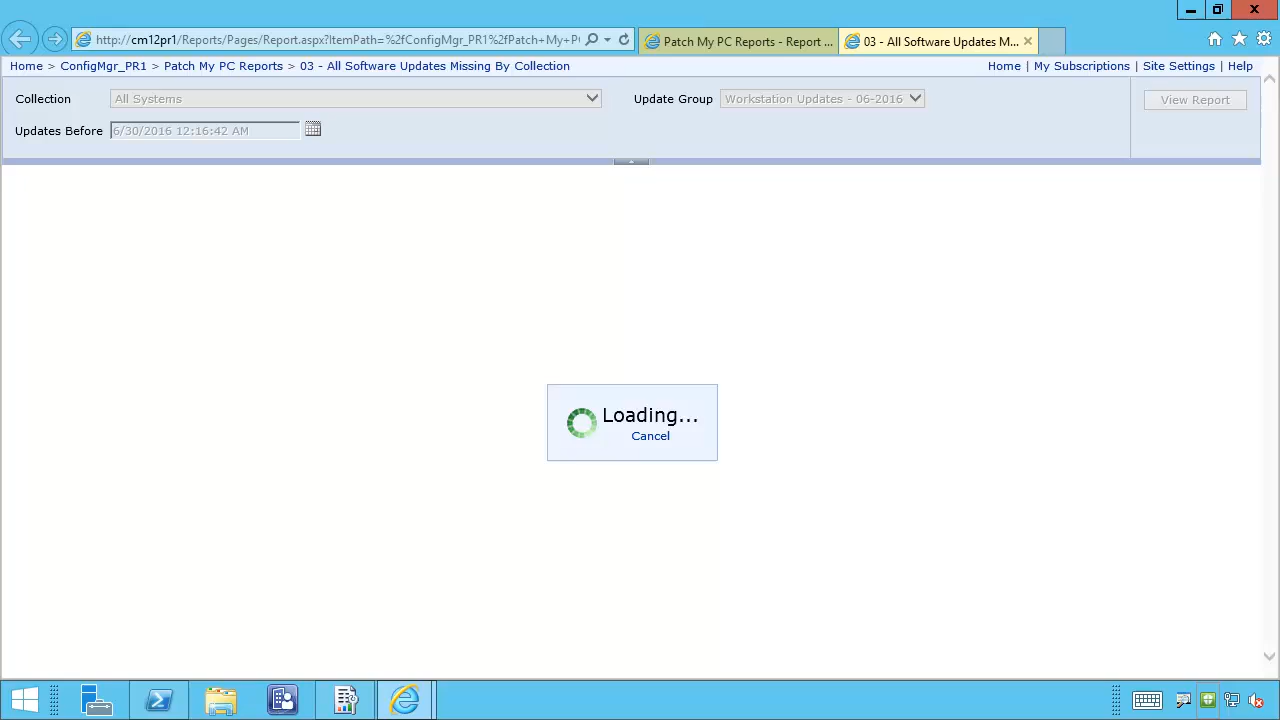 http://cm12pr1/Reports/Pages/Report.aspx?ItemPath=%2fConfigMgr_PR1%2fPatch+My+P
Patch My PC Reports - Report ...
03 - All Software Updates M...
Home > ConfigMgr_PR1 > Patch My PC Reports > 03 - All Software Updates Missing By Collection
Home | My Subscriptions | Site Settings | Help
Collection
All Systems
Update Group
Workstation Updates - 06-2016
View Report
Updates Before
6/30/2016 12:16:42 AM
Loading...
Cancel